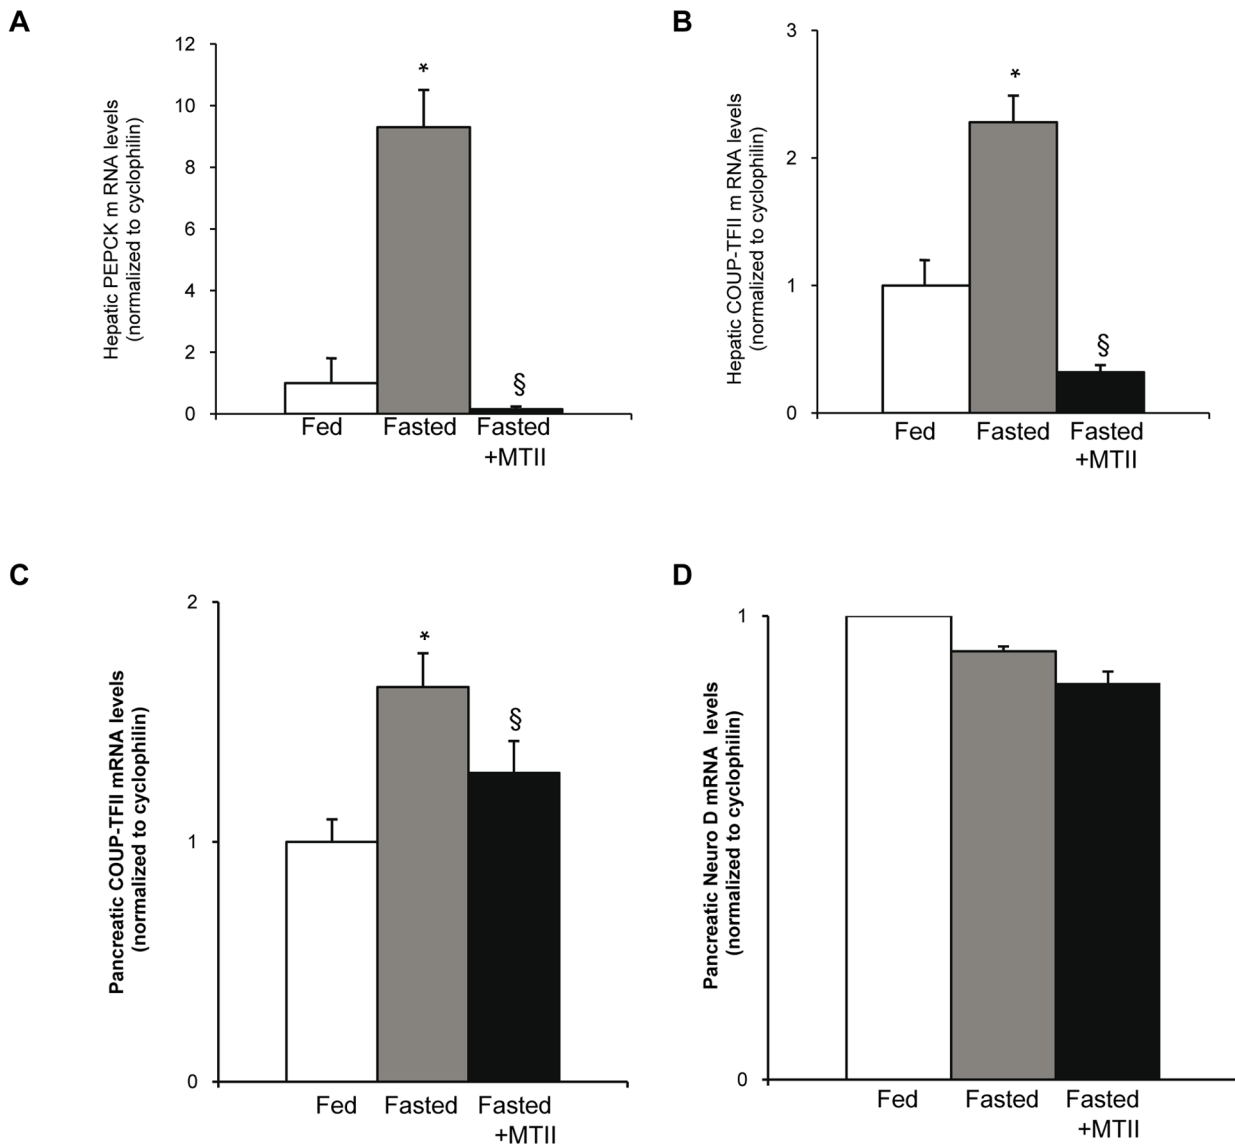 A
Hepatic PEPCK m RNA levels
(normalized to cyclophilin)
12
10
8
6
4
2
0
*
§
Fed
Fasted
Fasted
+MTII
B
Hepatic COUP-TFII m RNA levels
(normalized to cyclophilin)
3
2
1
0
*
§
Fed
Fasted
Fasted
+MTII
C
Pancreatic COUP-TFII mRNA levels
(normalized to cyclophilin)
2
1
0
*
§
Fed
Fasted
Fasted
+MTII
D
Pancreatic Neuro D mRNA levels
(normalized to cyclophilin)
1
0
Fed
Fasted
Fasted
+MTII